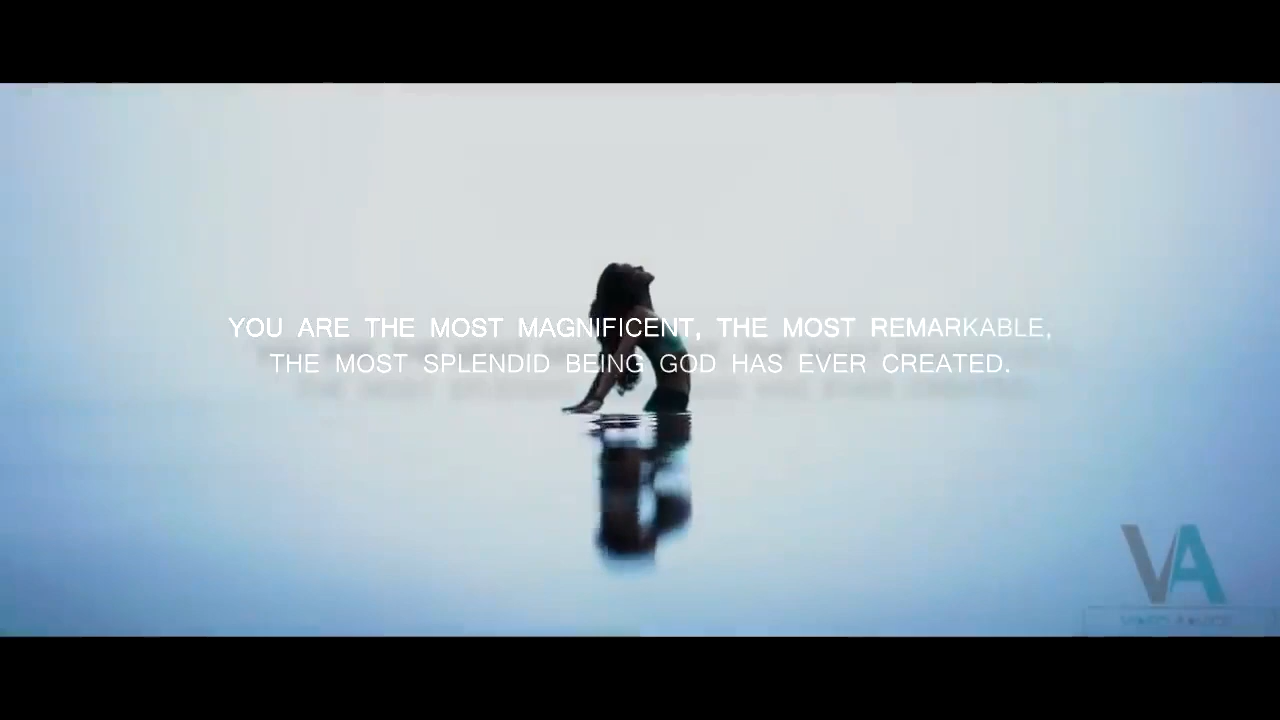 YOU ARE THE MOST MAGNIFICENT, THE MOST REMARKABLE,
THE MOST SPLENDID BEING GOD HAS EVER CREATED.
VA